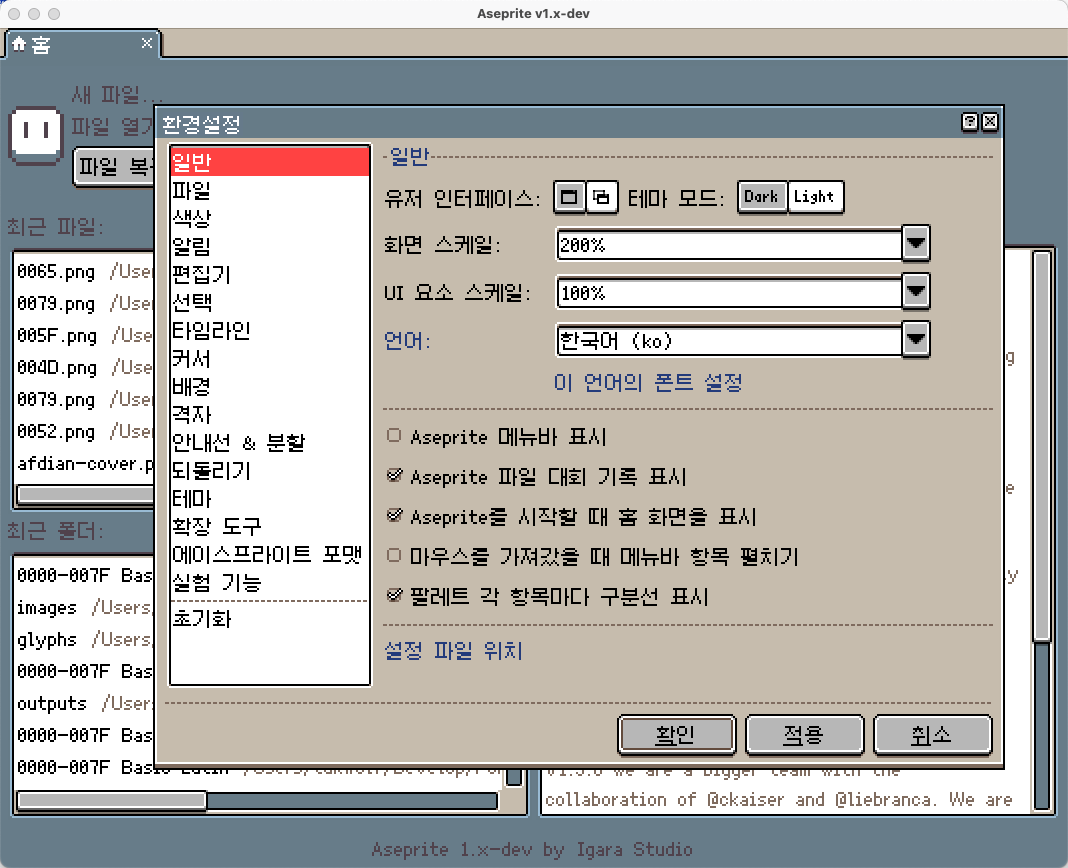 Aseprite v1.x-dev
홈
새 파일...
파일 열기
파일 복구
최근 파일:
0065.png /User
0079.png /User
005F.png /User
004D.png /User
0079.png /User
0052.png /User
afdian-cover.p
최근 폴더:
0000-007F Bas
images /Users
glyphs /Users
0000-007F Bas
outputs /User
0000-007F Bas
0000-007F Basic Latin
환경설정
일반
파일
색상
알림
편집기
선택
타임라인
커서
배경
격자
안내선 & 분할
되돌리기
테마
확장 도구
에이스프라이트 포맷
실험 기능
초기화
일반
유저 인터페이스: 테마 모드: Dark Light
화면 스케일: 200%
UI 요소 스케일: 100%
언어: 한국어 (ko)
이 언어의 폰트 설정
Aseprite 메뉴바 표시
Aseprite 파일 대회 기록 표시
Aseprite를 시작할 때 홈 화면을 표시
마우스를 가져갔을 때 메뉴바 항목 펼치기
팔레트 각 항목마다 구분선 표시
설정 파일 위치
확인 적용 취소
we are a bigger team with the
collaboration of @ckaiser and @liebranca. We are
Aseprite 1.x-dev by Igara Studio